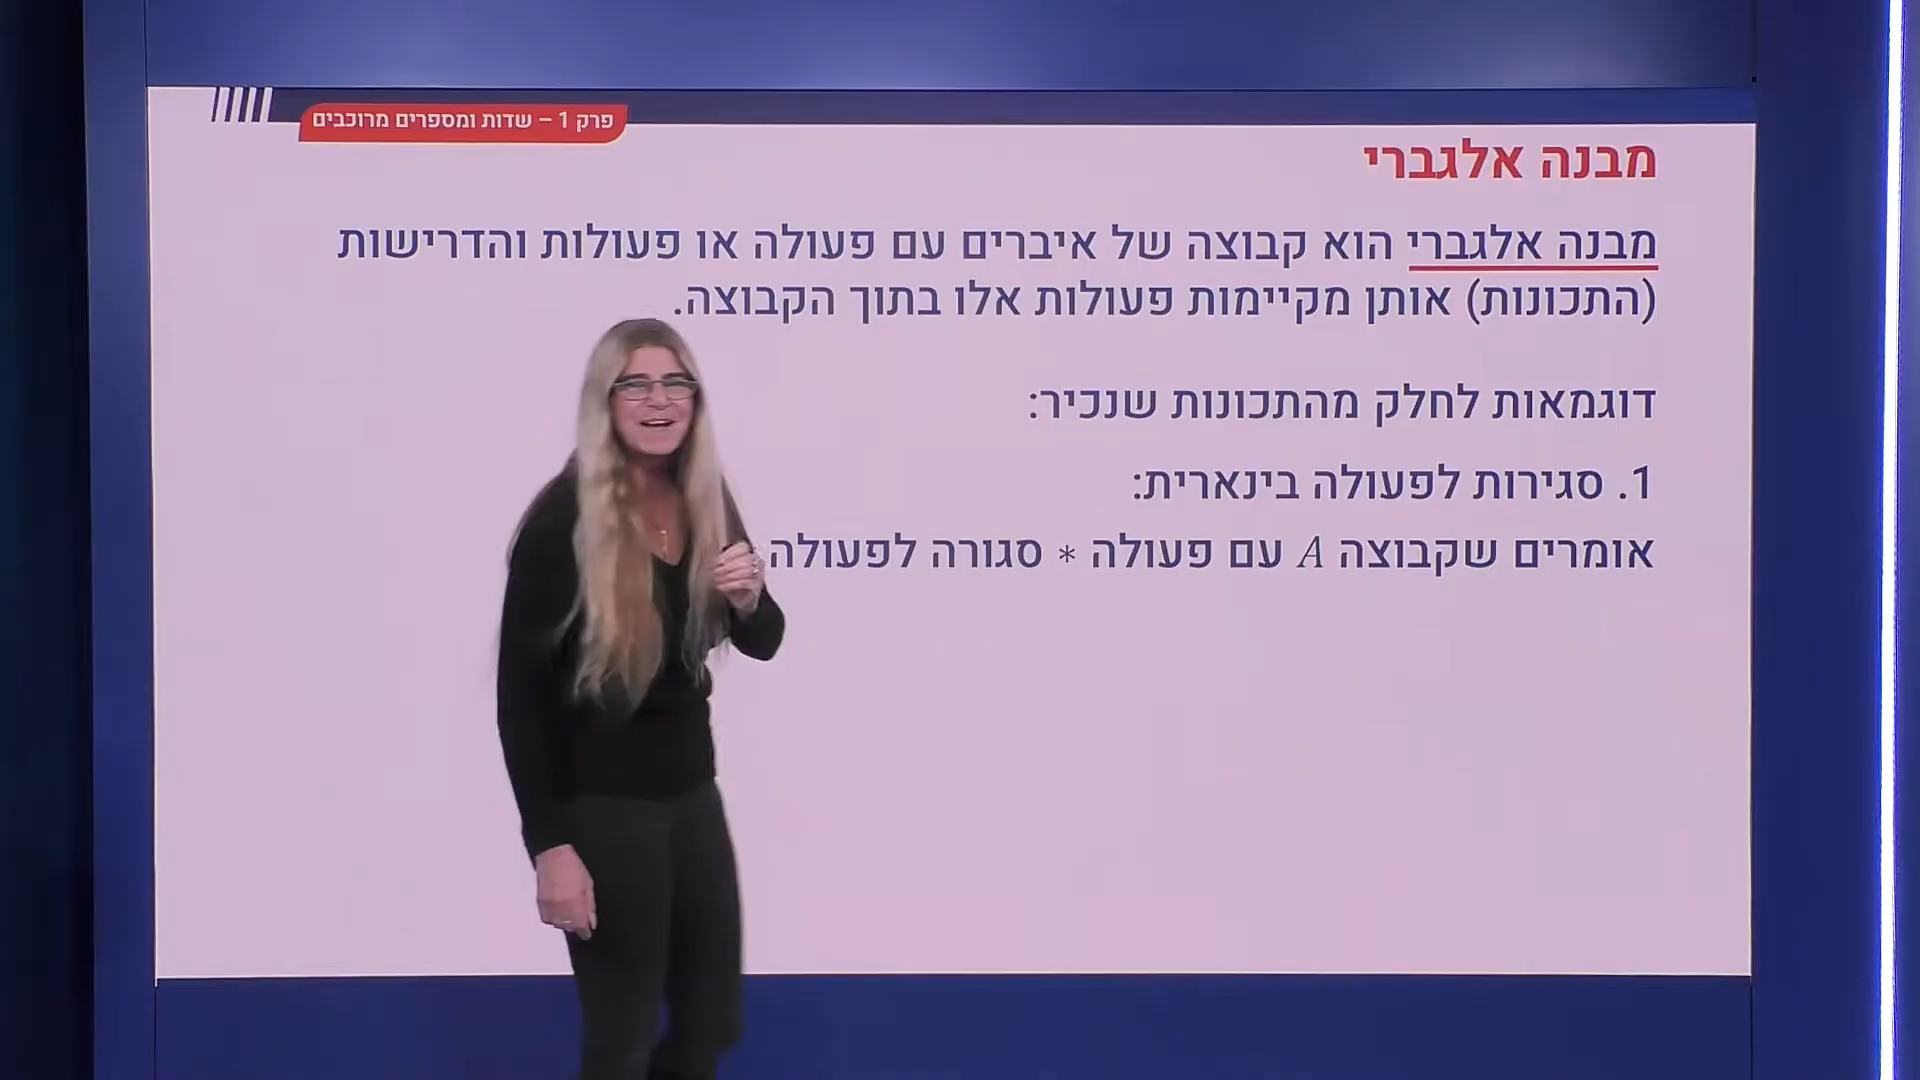 פרק 1 – שדות ומספרים מרוכבים
מבנה אלגברי
מבנה אלגברי הוא קבוצה של איברים עם פעולה או פעולות והדרישות
(התכונות) אותן מקיימות פעולות אלו בתוך הקבוצה.
דוגמאות לחלק מהתכונות שנכיר:
1. סגירות לפעולה בינארית:
אומרים שקבוצה A עם פעולה * סגורה לפעולה